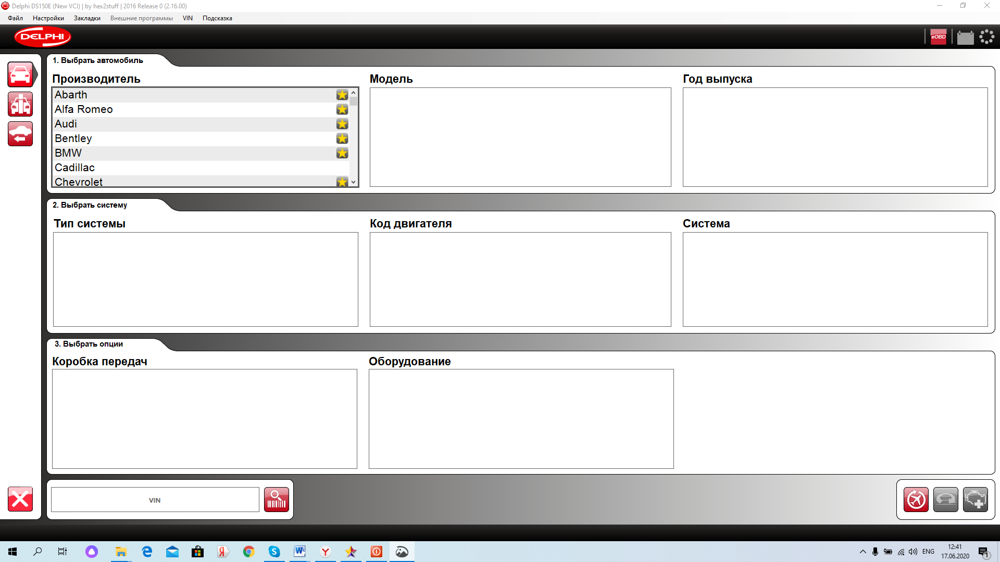 Delphi DS150E (New VCI) | by hex2stuff | 2016 Release 0 (2.16.00)
Файл Настройки Закладки Внешние программы VIN Подсказка
DELPHI
eOBD
1. Выбрать автомобиль
Производитель Модель Год выпуска
Abarth
Alfa Romeo
Audi
Bentley
BMW
Cadillac
Chevrolet
2. Выбрать систему
Тип системы Код двигателя Система
3. Выбрать опции
Коробка передач Оборудование
VIN
ENG
12:41
17.06.2020
1